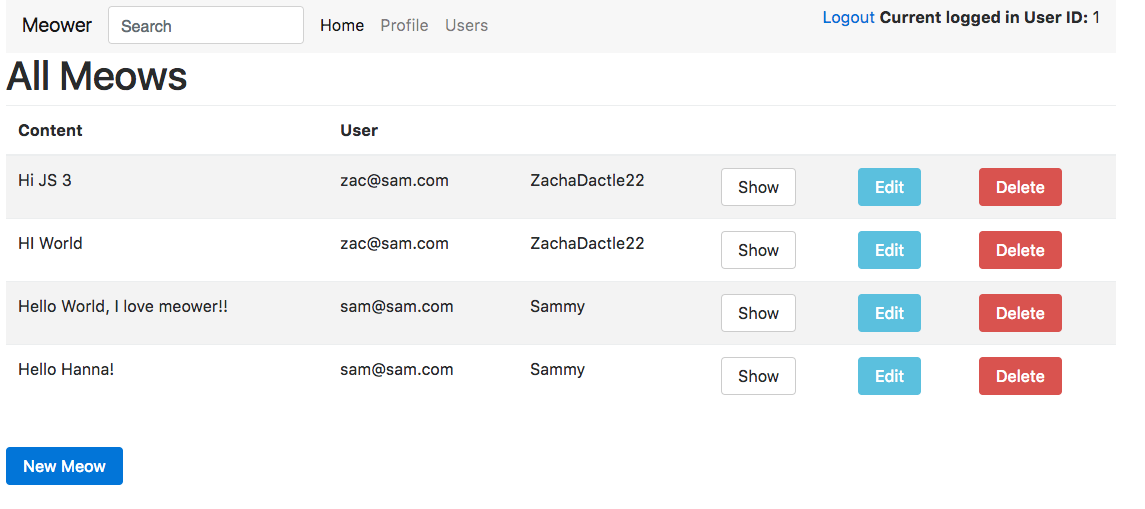 Meower Search Home Profile Users Logout Current logged in User ID: 1
All Meows
Content User
Hi JS 3 zac@sam.com ZachaDactle22 Show Edit Delete
HI World zac@sam.com ZachaDactle22 Show Edit Delete
Hello World, I love meower!! sam@sam.com Sammy Show Edit Delete
Hello Hanna! sam@sam.com Sammy Show Edit Delete
New Meow